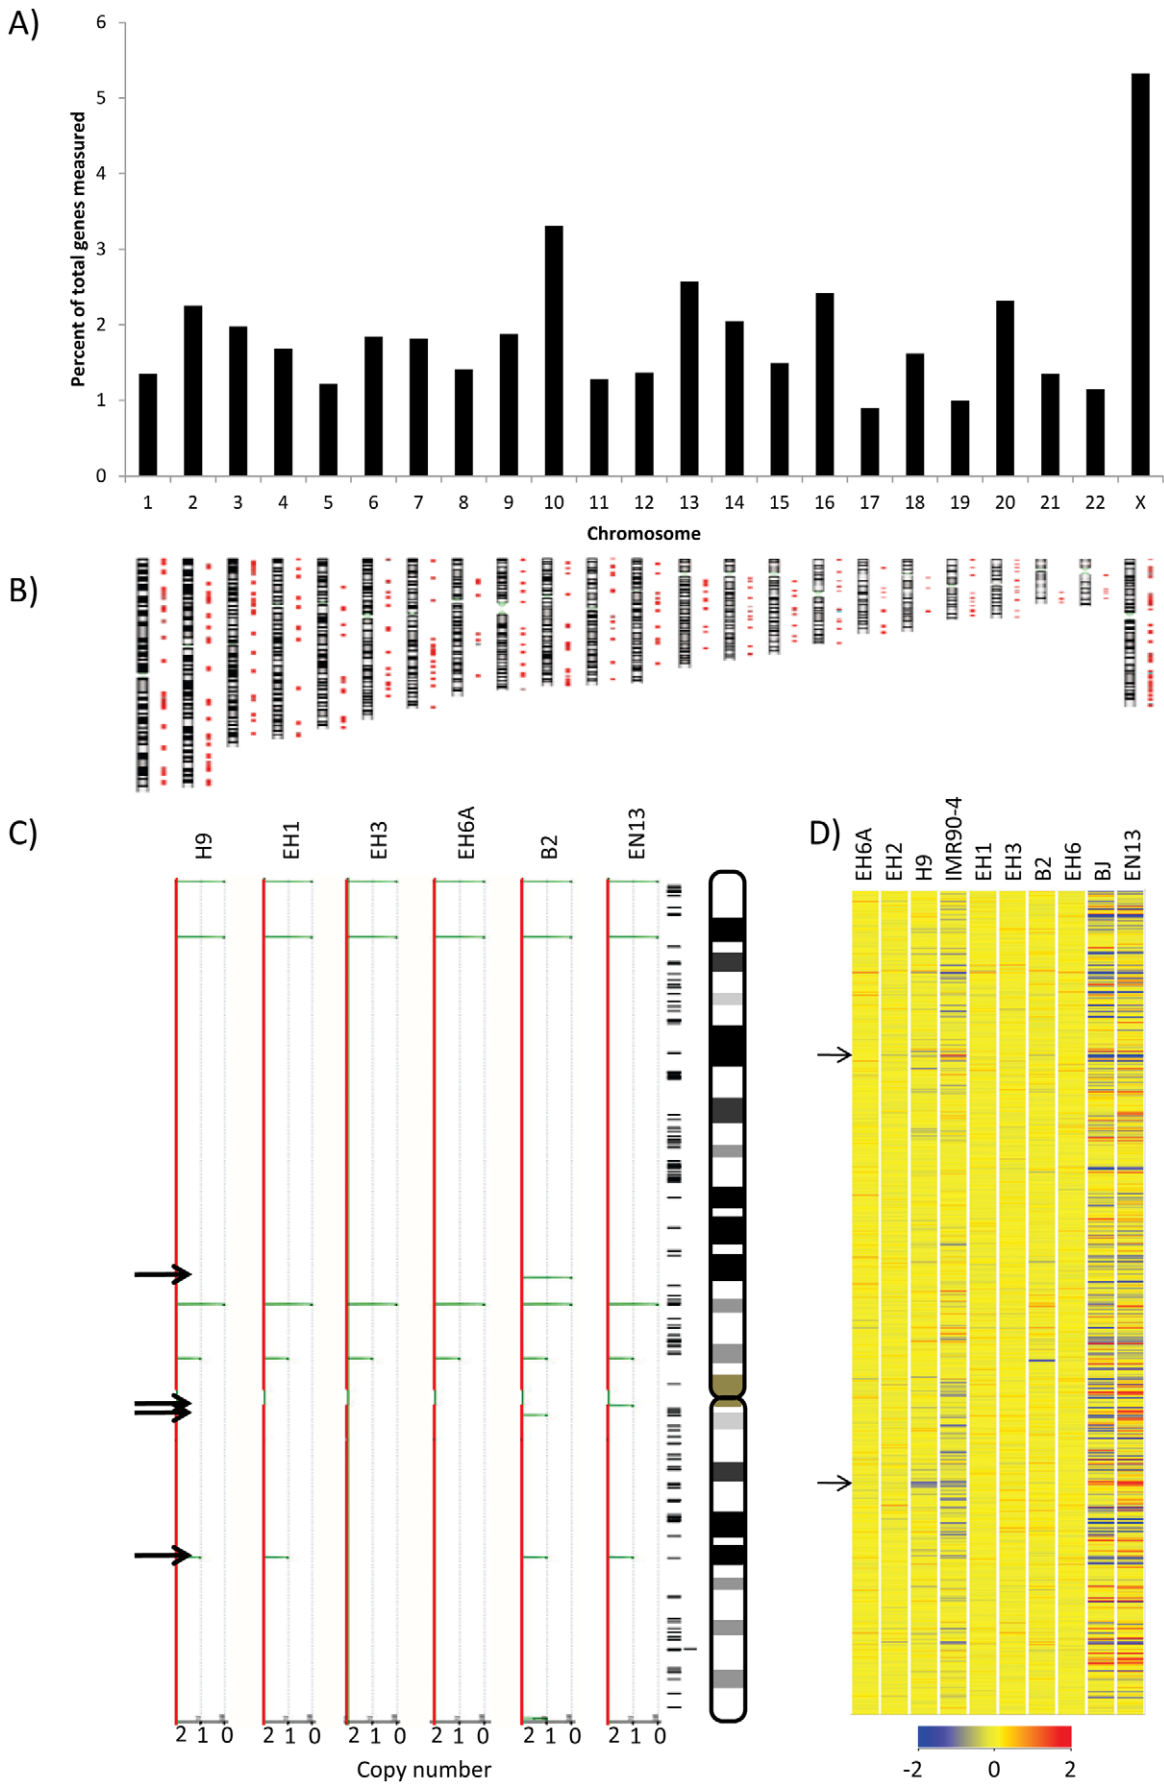 A)
6
5
4
3
2
1
0
Percent of total genes measured
1 2 3 4 5 6 7 8 9 10 11 12 13 14 15 16 17 18 19 20 21 22 X
Chromosome
B)
C)
H9 EH1 EH3 EH6A B2 EN13
2 1 0 2 1 0 2 1 0 2 1 0 2 1 0 2 1 0
Copy number
D)
EH6A EH2 H9 IMR90-4 EH1 EH3 B2 EH6 BJ EN13
-2 0 2